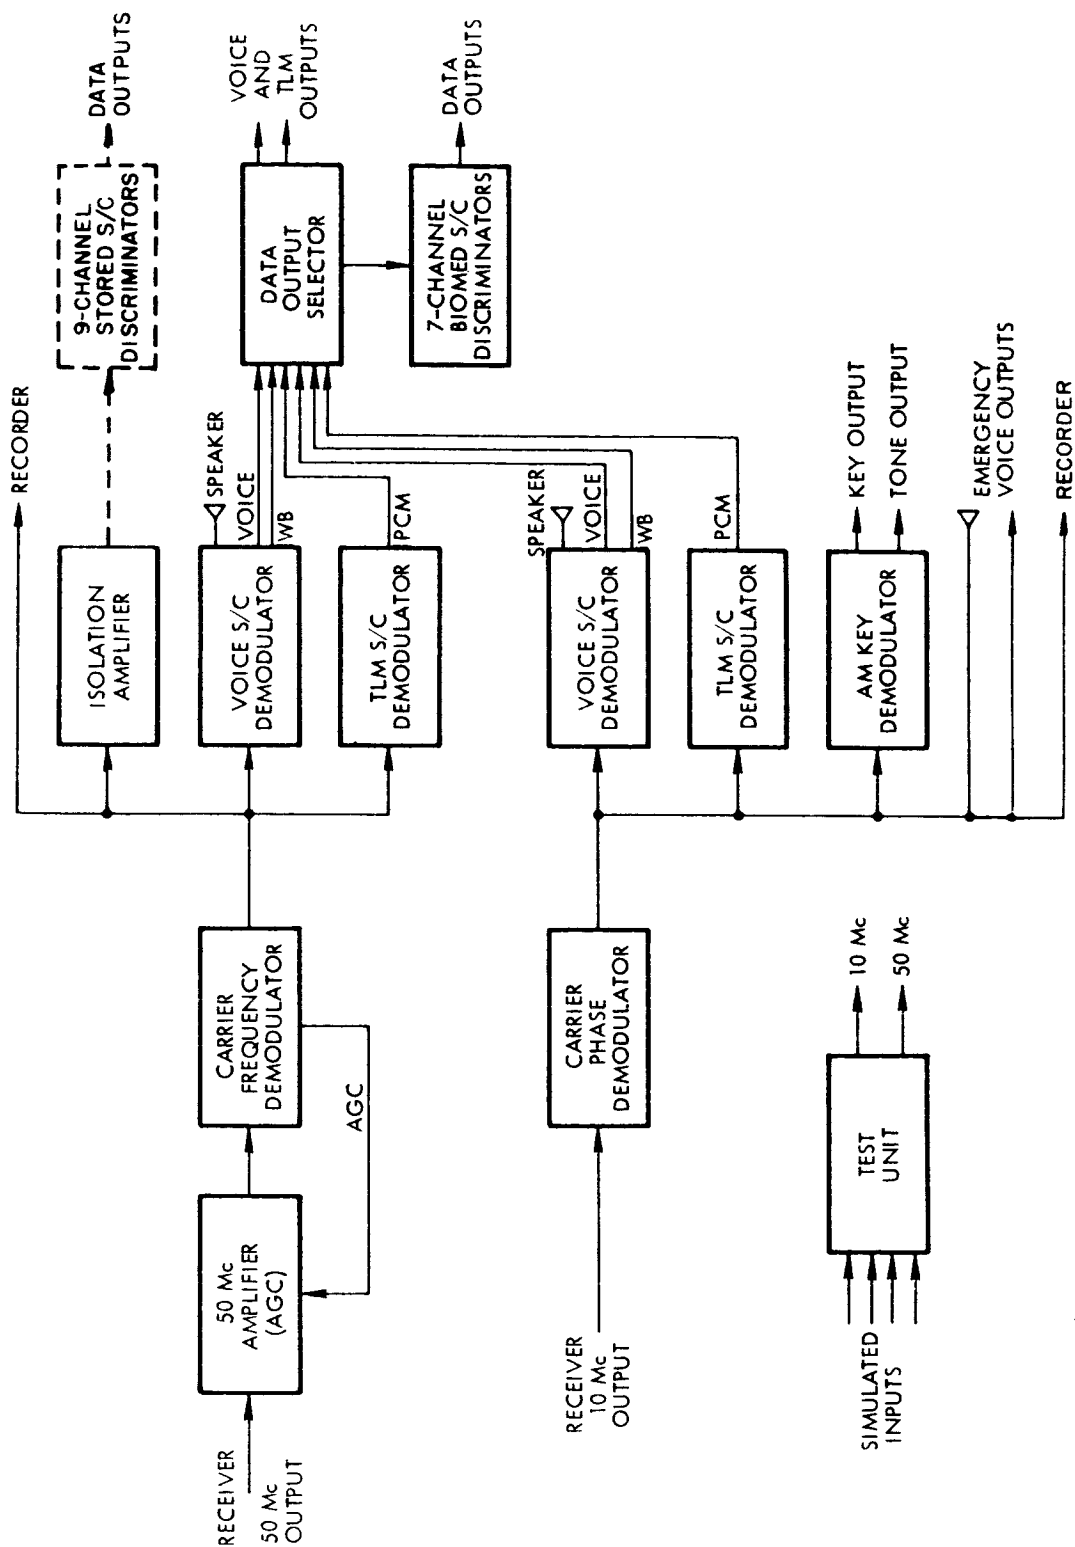 RECEIVER
50 Mc
OUTPUT
50 Mc
AMPLIFIER
(AGC)
AGC
CARRIER
FREQUENCY
DEMODULATOR
RECORDER
ISOLATION
AMPLIFIER
9-CHANNEL
STORED S/C
DISCRIMINATORS
DATA
OUTPUTS
VOICE S/C
DEMODULATOR
SPEAKER
VOICE
WB
TLM S/C
DEMODULATOR
PCM
DATA
OUTPUT
SELECTOR
VOICE
AND
TLM
OUTPUTS
7-CHANNEL
BIOMED S/C
DISCRIMINATORS
DATA
OUTPUTS
RECEIVER
10 Mc
OUTPUT
CARRIER
PHASE
DEMODULATOR
VOICE S/C
DEMODULATOR
SPEAKER
VOICE
WB
TLM S/C
DEMODULATOR
PCM
AM KEY
DEMODULATOR
KEY OUTPUT
TONE OUTPUT
EMERGENCY
VOICE OUTPUTS
RECORDER
SIMULATED
INPUTS
TEST
UNIT
10 Mc
50 Mc